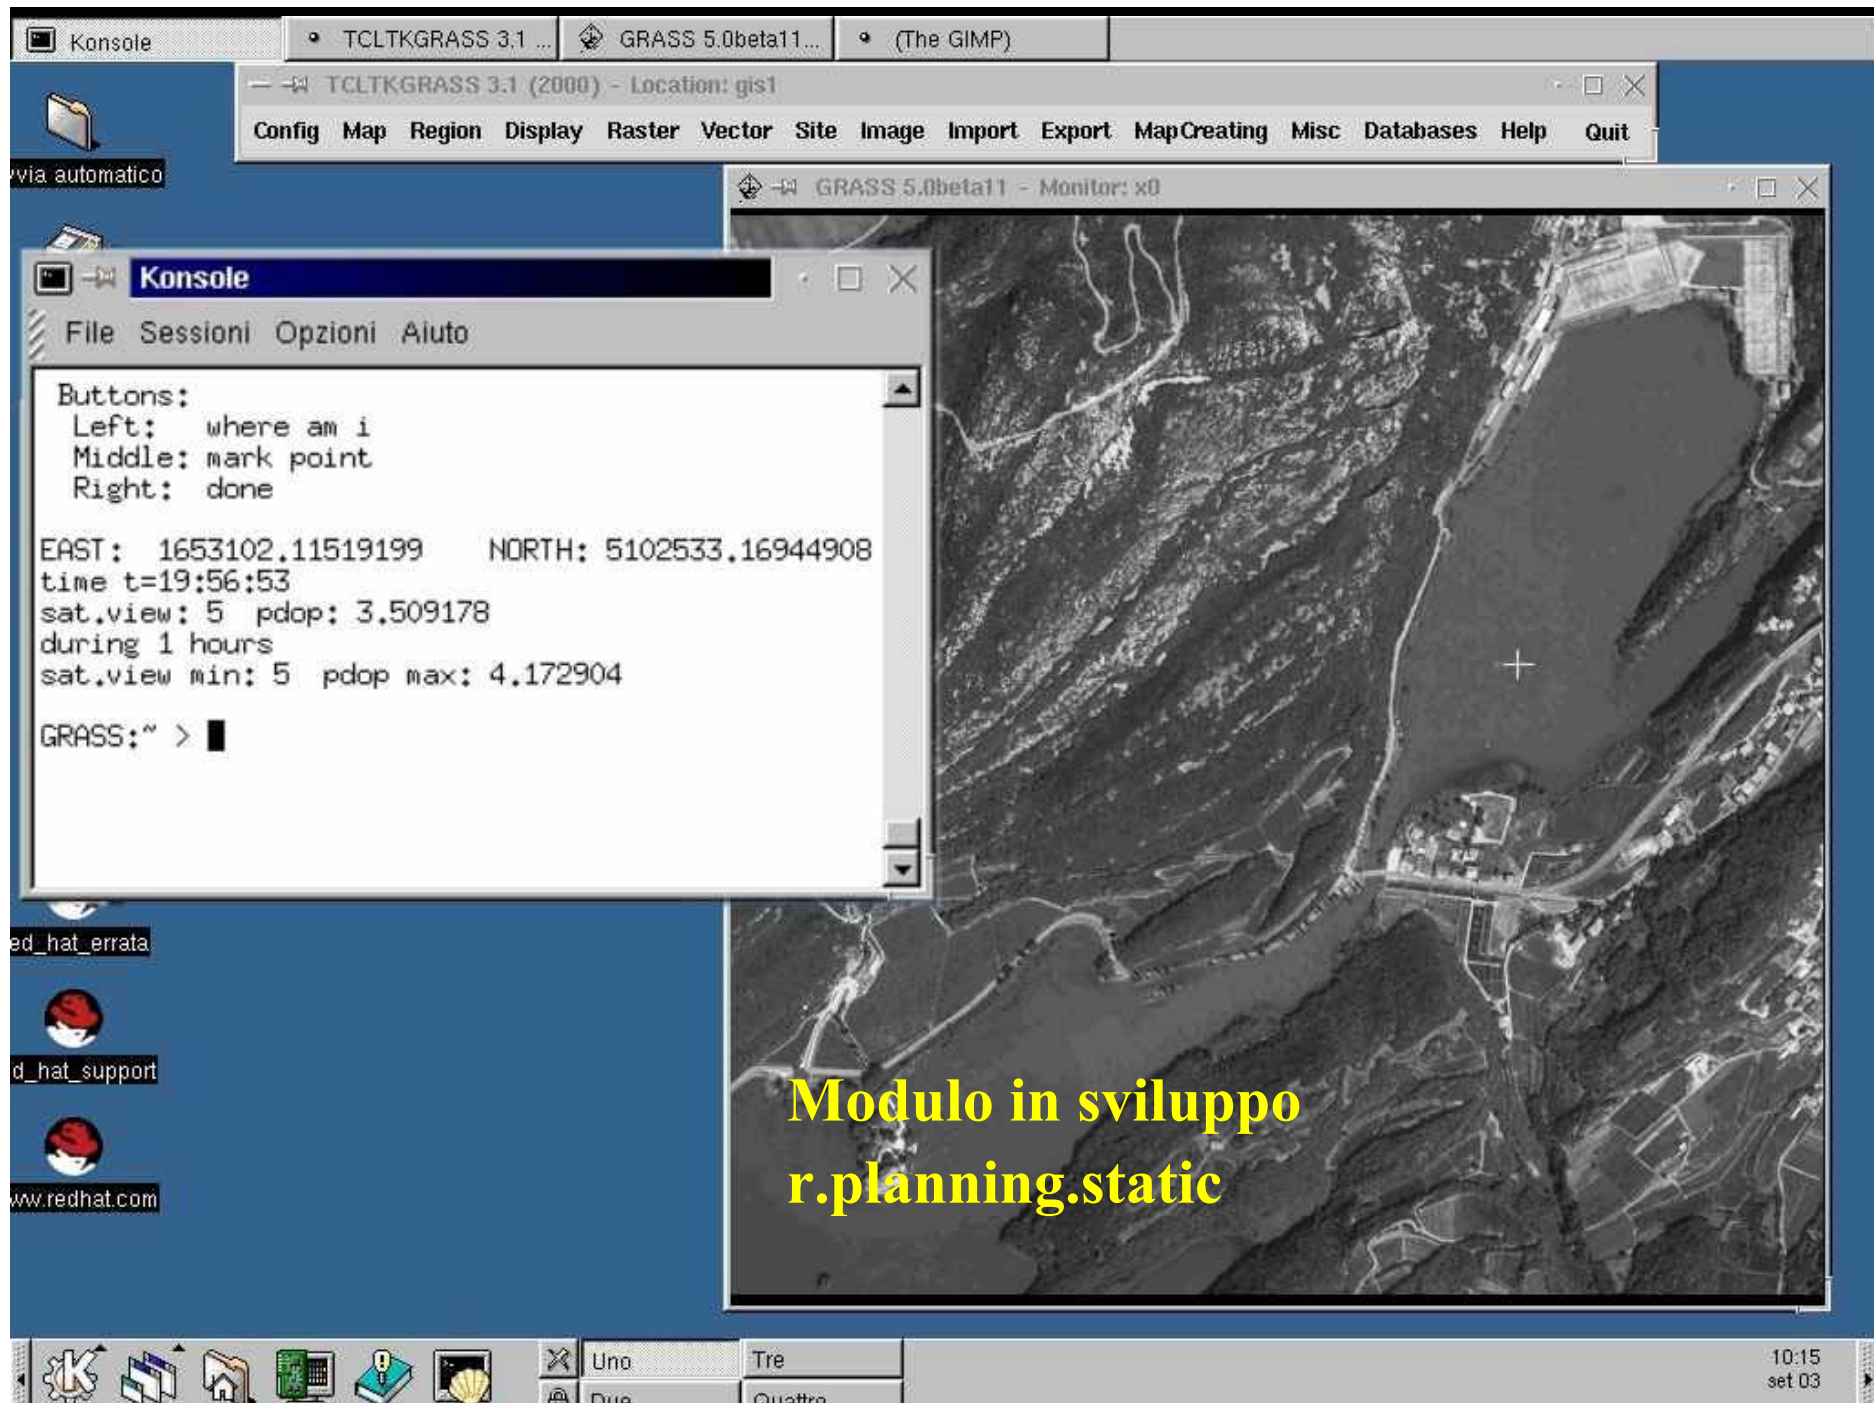 Konsole
TCLTKGRASS 3.1 ...
GRASS 5.0beta11...
(The GIMP)
TCLTKGRASS 3.1 (2000) - Location: gis1
Config Map Region Display Raster Vector Site Image Import Export MapCreating Misc Databases Help Quit
vvia automatico
GRASS 5.0beta11 - Monitor: x0
Konsole
File Sessioni Opzioni Aiuto
Buttons:
Left: where am i
Middle: mark point
Right: done
EAST: 1653102.11519199 NORTH: 5102533.16944908
time t=19:56:53
sat.view: 5 pdop: 3.509178
during 1 hours
sat.view min: 5 pdop max: 4.172904
GRASS:~ >
ed_hat_errata
d_hat_support
ww.redhat.com
Modulo in sviluppo
r.planning.static
Uno
Tre
Due
Quattro
10:15
set 03